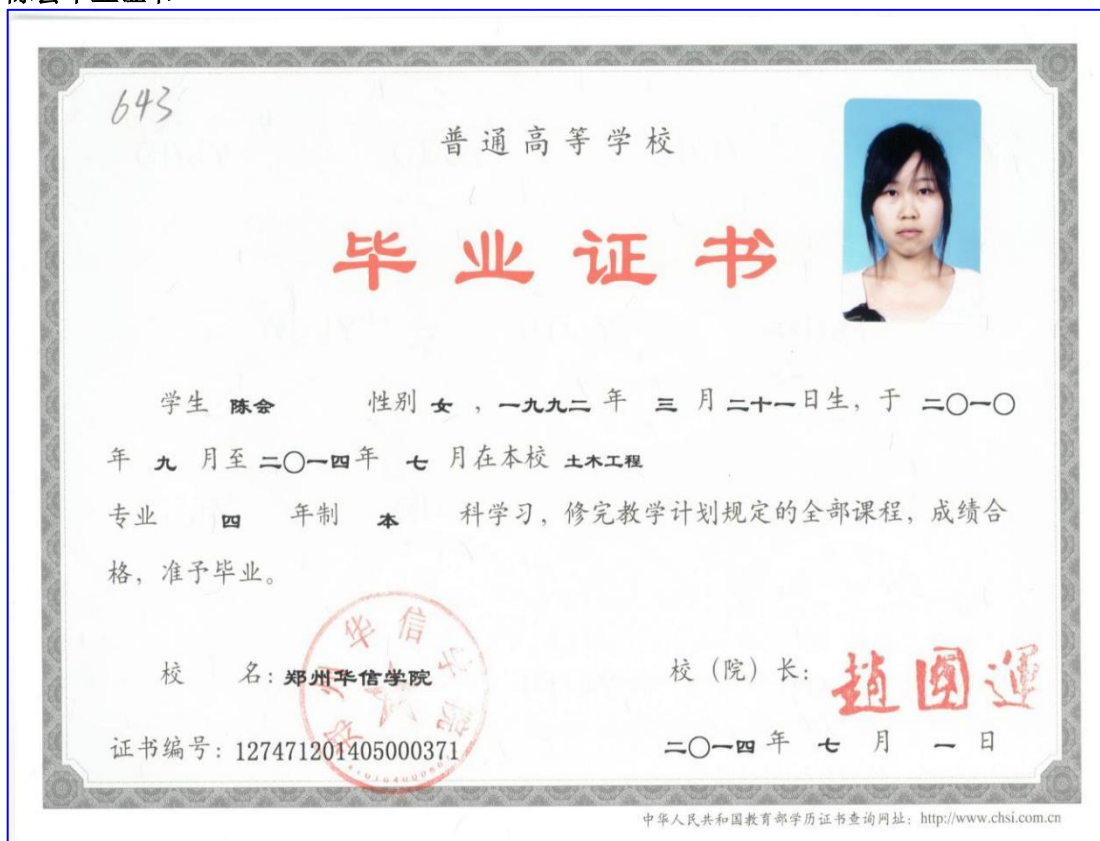 643
普通高等学校
毕业证书
学生 陈会 性别 女 ，一九九二 年 三 月 二十一日生，于 二〇一〇
年 九 月至 二〇一四年 七 月在本校 土木工程
专业 四 年制 本 科学习，修完教学计划规定的全部课程，成绩合
格，准予毕业。
郑州华信学院
校 名：郑州华信学院
校（院）长：趙國運
证书编号：127471201405000371
二〇一四年 七 月 一 日
中华人民共和国教育部学历证书查询网址：http://www.chsi.com.cn